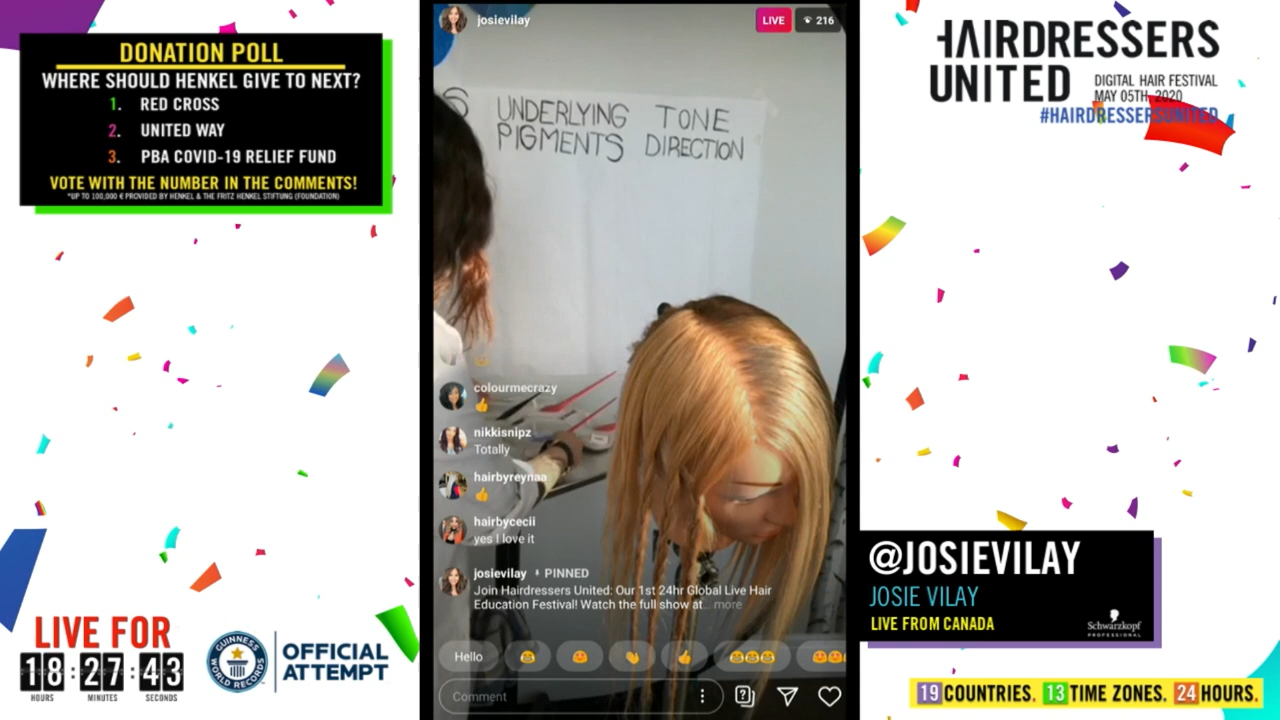 DONATION POLL
WHERE SHOULD HENKEL GIVE TO NEXT?
1. RED CROSS
2. UNITED WAY
3. PBA COVID-19 RELIEF FUND
VOTE WITH THE NUMBER IN THE COMMENTS!
*UP TO 100,000 € PROVIDED BY HENKEL & THE FRITZ HENKEL STIFTUNG (FOUNDATION)
LIVE FOR
18:27:43
HOURS MINUTES SECONDS
GUINNESS
WORLD RECORDS
OFFICIAL
ATTEMPT
josievilay
LIVE
216
S UNDERLYING TONE
PIGMENTS DIRECTION
colourmecrazy
👍
nikkisnipz
Totally
hairbyreynaa
👍
hairbycecii
yes I love it
josievilay PINNED
Join Hairdressers United: Our 1st 24hr Global Live Hair
Education Festival! Watch the full show at... more
Hello
Comment
HAIRDRESSERS
UNITED
DIGITAL HAIR FESTIVAL
MAY 05TH, 2020
#HAIRDRESSERSUNITED
@JOSIEVILAY
JOSIE VILAY
LIVE FROM CANADA
Schwarzkopf
PROFESSIONAL
19 COUNTRIES. 13 TIME ZONES. 24 HOURS.